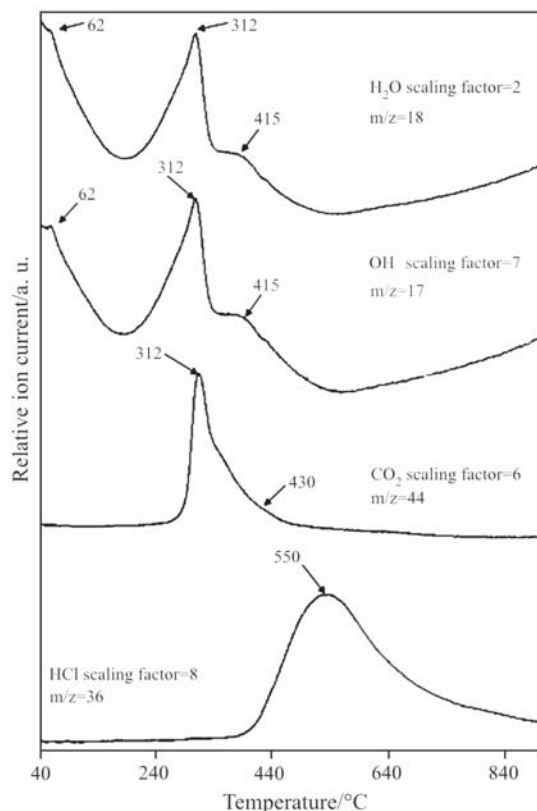 62
312
H₂O scaling factor=2
m/z=18
415
312
62
OH scaling factor=7
m/z=17
415
312
CO₂ scaling factor=6
m/z=44
430
550
HCl scaling factor=8
m/z=36
Relative ion current/a. u.
40 240 440 640 840
Temperature/°C